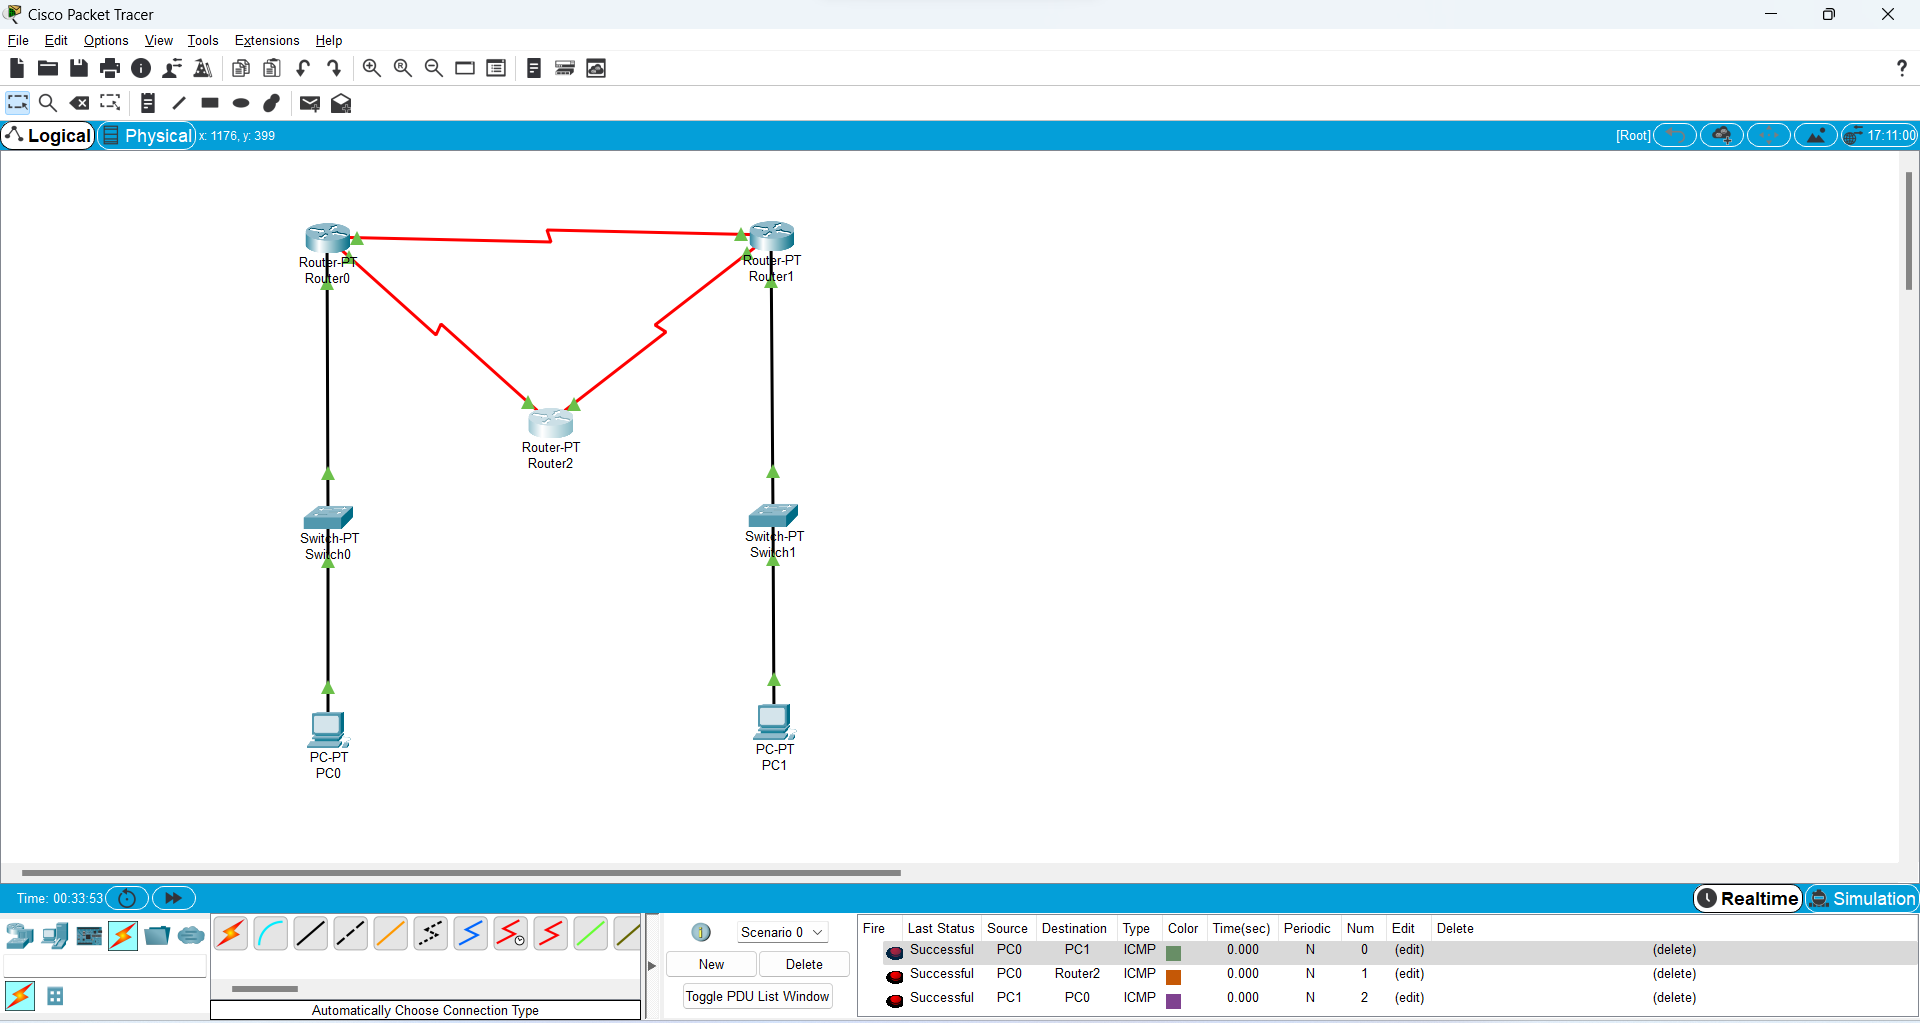 Cisco Packet Tracer
File Edit Options View Tools Extensions Help
?
Logical Physical x: 1176, y: 399 [Root] 17:11:00
Router-PT
Router0
Router-PT
Router1
Router-PT
Router2
Switch-PT
Switch0
Switch-PT
Switch1
PC-PT
PC0
PC-PT
PC1
Time: 00:33:53 Realtime Simulation
Scenario 0
New Delete
Toggle PDU List Window
Automatically Choose Connection Type
Fire Last Status Source Destination Type Color Time(sec) Periodic Num Edit Delete
Successful PC0 PC1 ICMP 0.000 N 0 (edit) (delete)
Successful PC0 Router2 ICMP 0.000 N 1 (edit) (delete)
Successful PC1 PC0 ICMP 0.000 N 2 (edit) (delete)